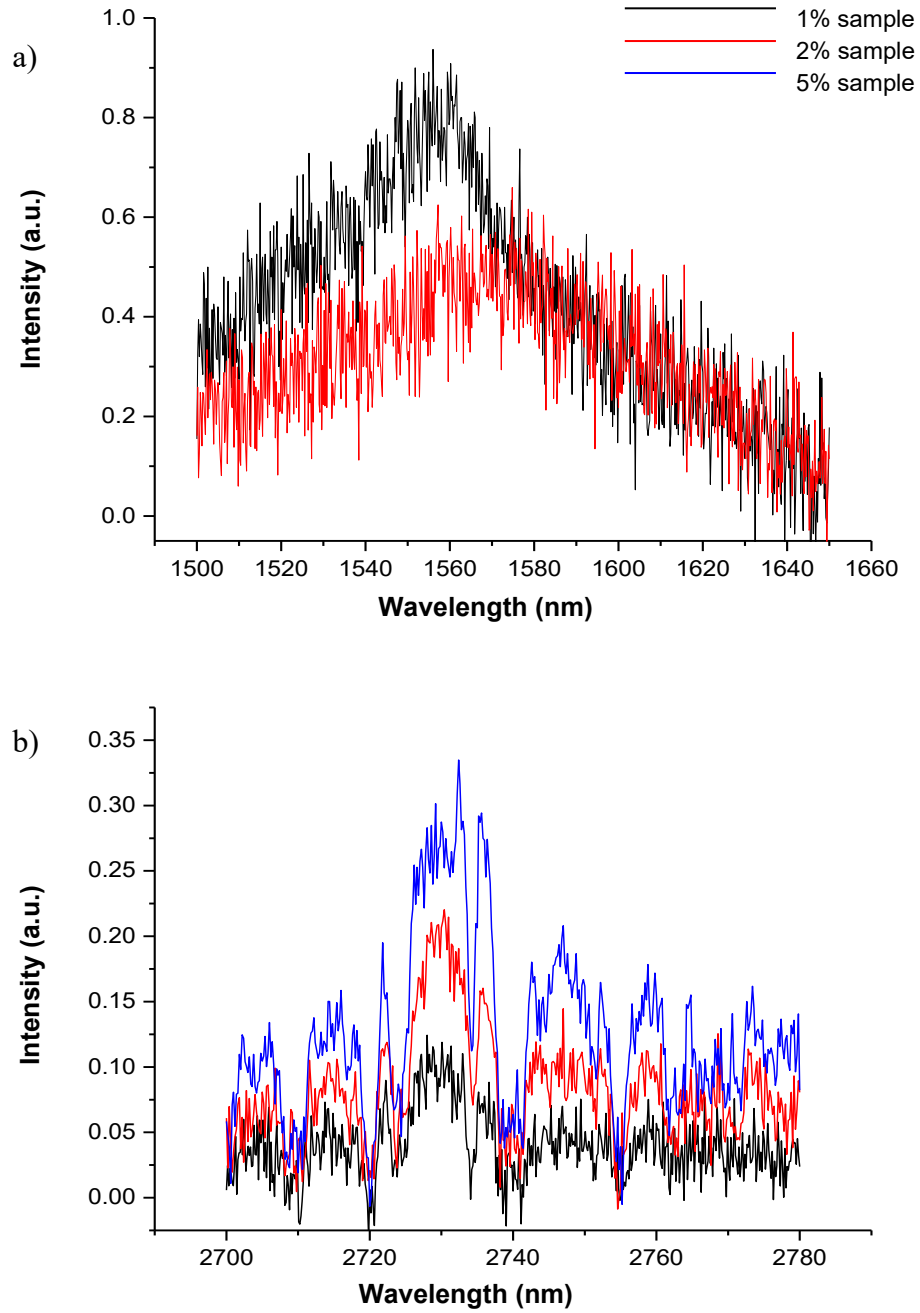 a)
1% sample
2% sample
5% sample
1.0
0.8
0.6
0.4
0.2
0.0
Intensity (a.u.)
1500 1520 1540 1560 1580 1600 1620 1640 1660
Wavelength (nm)
b)
0.35
0.30
0.25
0.20
0.15
0.10
0.05
0.00
Intensity (a.u.)
2700 2720 2740 2760 2780
Wavelength (nm)